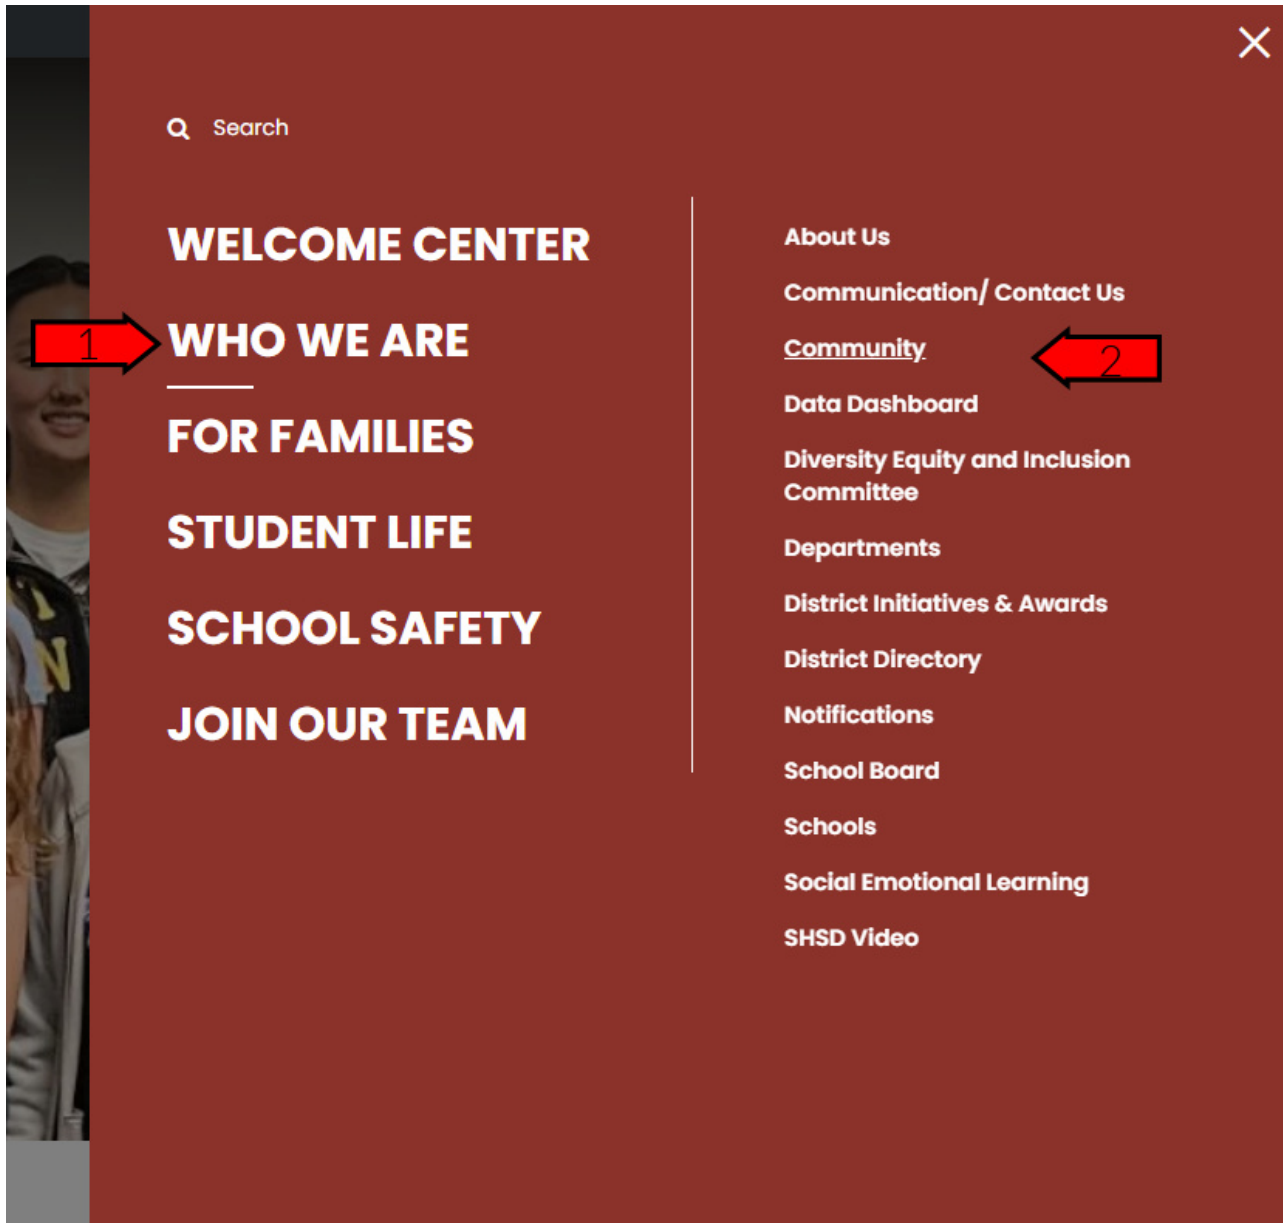 Search
WELCOME CENTER
1
WHO WE ARE
FOR FAMILIES
STUDENT LIFE
SCHOOL SAFETY
JOIN OUR TEAM
About Us
Communication/ Contact Us
Community
2
Data Dashboard
Diversity Equity and Inclusion
Committee
Departments
District Initiatives & Awards
District Directory
Notifications
School Board
Schools
Social Emotional Learning
SHSD Video